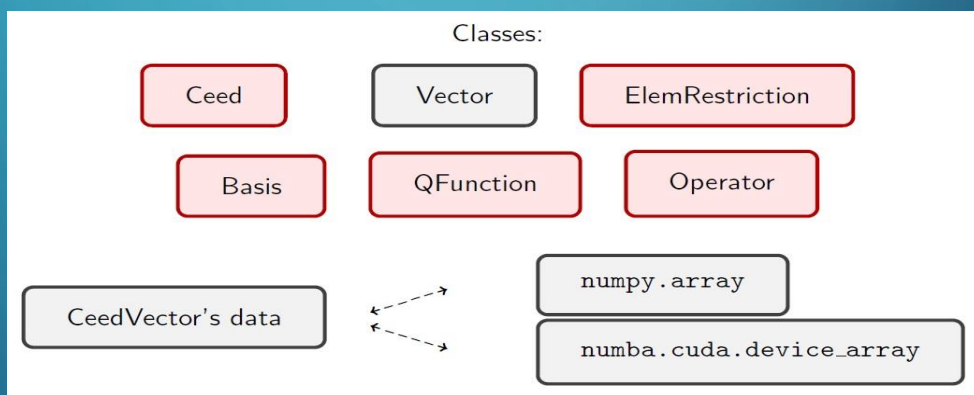 Classes:
Ceed Vector ElemRestriction
Basis QFunction Operator
numpy.array
CeedVector's data
numba.cuda.device_array